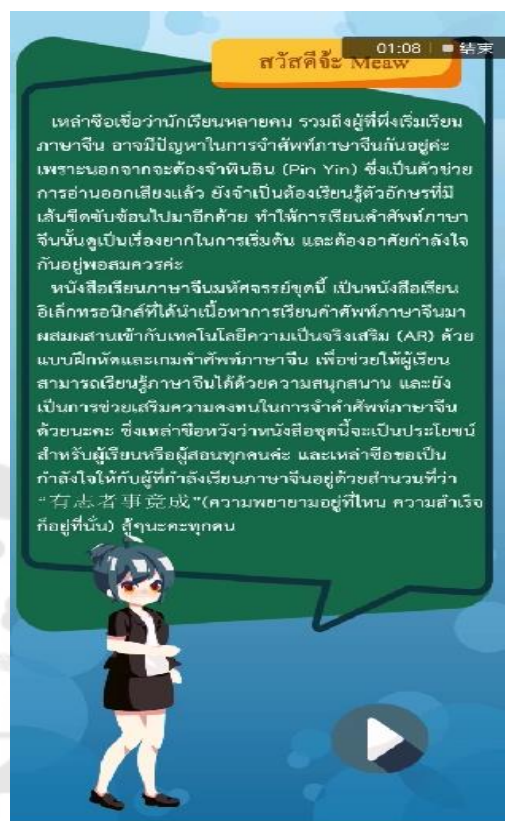 01:08 结束
สวัสดีจ้ะ Meaw
เหล่าซือเชื่อว่านักเรียนหลายคน รวมถึงผู้ที่พึ่งเริ่มเรียน
ภาษาจีน อาจมีปัญหาในการจำศัพท์ภาษาจีนกันอยู่ค่ะ
เพราะนอกจากจะต้องจำพินอิน (Pin Yin) ซึ่งเป็นตัวช่วย
การอ่านออกเสียงแล้ว ยังจำเป็นต้องเรียนรู้ตัวอักษรที่มี
เส้นขีดซับซ้อนไปมาอีกด้วย ทำให้การเรียนคำศัพท์ภาษา
จีนนั้นดูเป็นเรื่องยากในการเริ่มต้น และต้องอาศัยกำลังใจ
กันอยู่พอสมควรค่ะ
หนังสือเรียนภาษาจีนมหัศจรรย์ชุดนี้ เป็นหนังสือเรียน
อิเล็กทรอนิกส์ที่ได้นำเนื้อหาการเรียนคำศัพท์ภาษาจีนมา
ผสมผสานเข้ากับเทคโนโลยีความเป็นจริงเสริม (AR) ด้วย
แบบฝึกหัดและเกมคำศัพท์ภาษาจีน เพื่อช่วยให้ผู้เรียน
สามารถเรียนรู้ภาษาจีนได้ด้วยความสนุกสนาน และยัง
เป็นการช่วยเสริมความคงทนในการจำคำศัพท์ภาษาจีน
ด้วยนะคะ ซึ่งเหล่าซือหวังว่าหนังสือชุดนี้จะเป็นประโยชน์
สำหรับผู้เรียนหรือผู้สอนทุกคนค่ะ และเหล่าซือขอเป็น
กำลังใจให้กับผู้ที่กำลังเรียนภาษาจีนอยู่ด้วยสำนวนที่ว่า
"有志者事竟成"(ความพยายามอยู่ที่ไหน ความสำเร็จ
ก็อยู่ที่นั่น) สู้ๆนะคะทุกคน